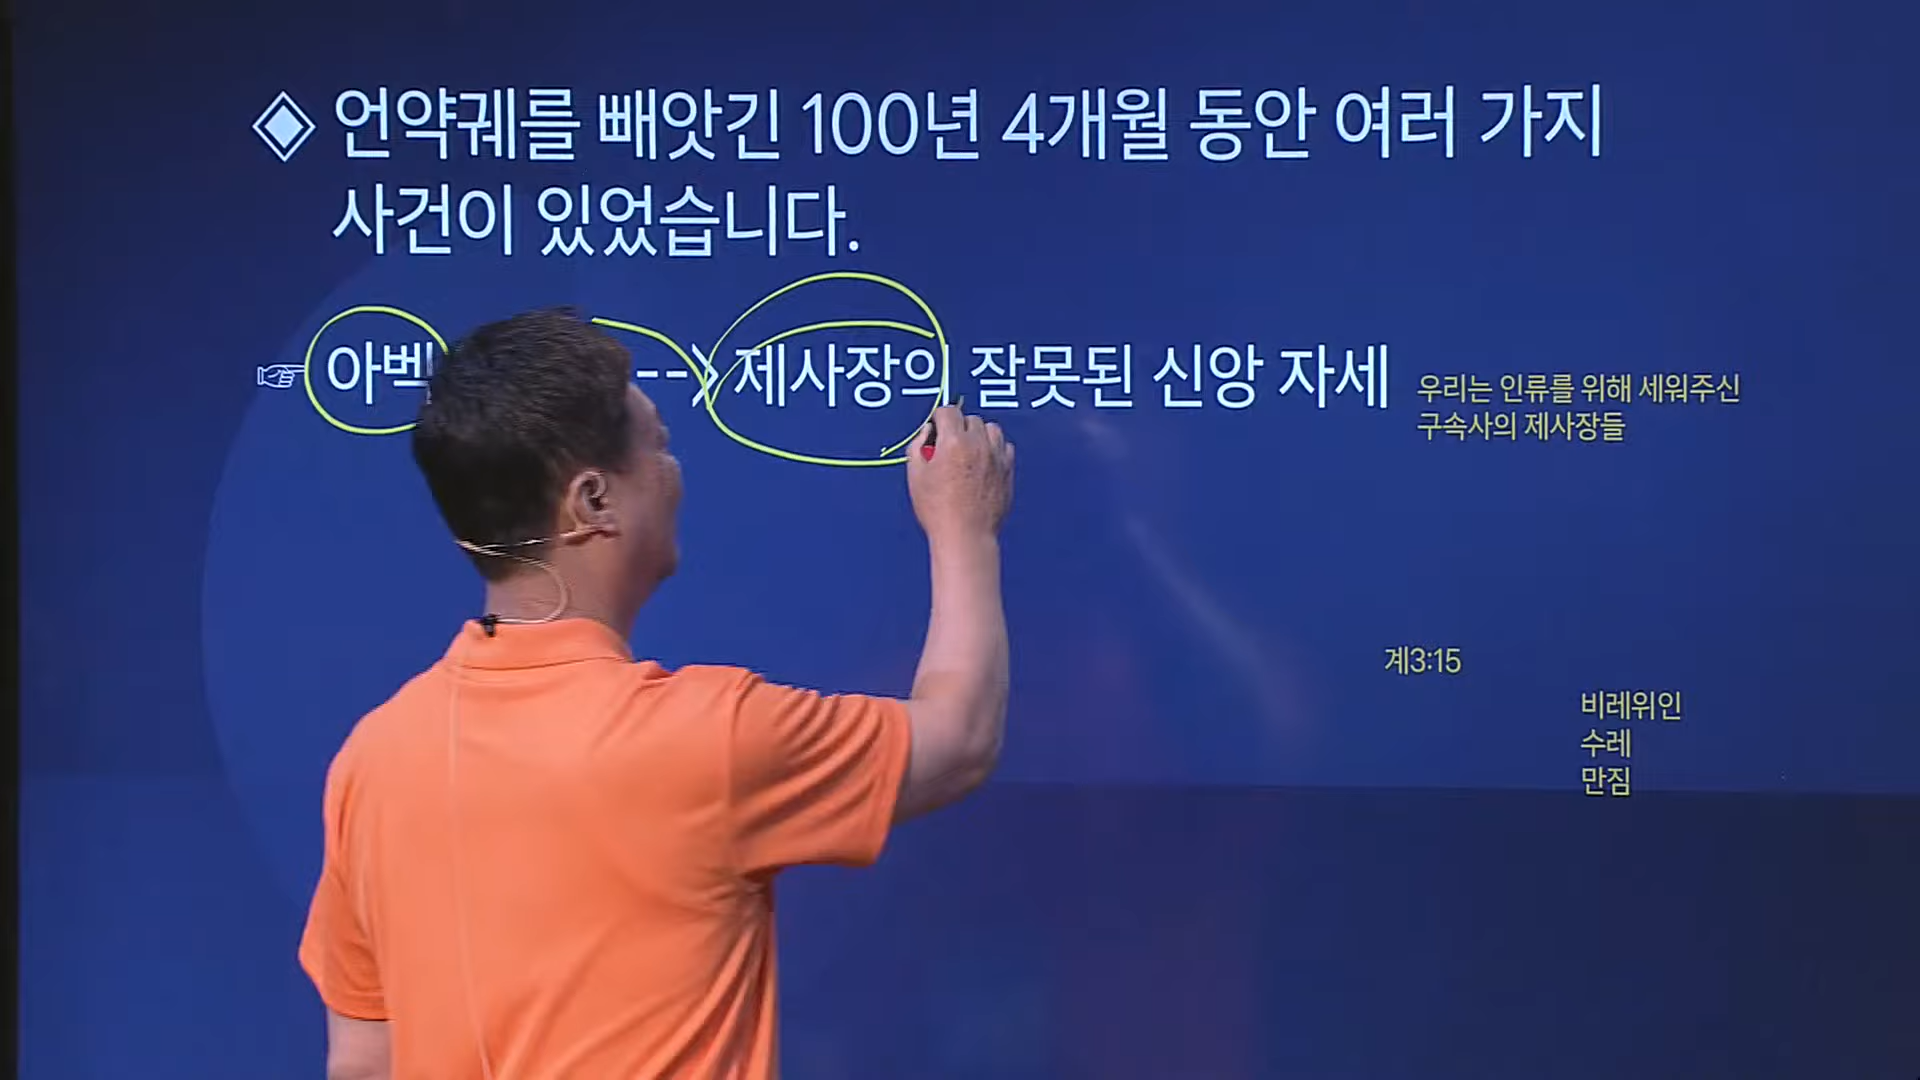 ◈ 언약궤를 빼앗긴 100년 4개월 동안 여러 가지
사건이 있었습니다.
☞ 아벡 --> 제사장의 잘못된 신앙 자세
우리는 인류를 위해 세워주신
구속사의 제사장들
계3:15
비레위인
수레
만짐